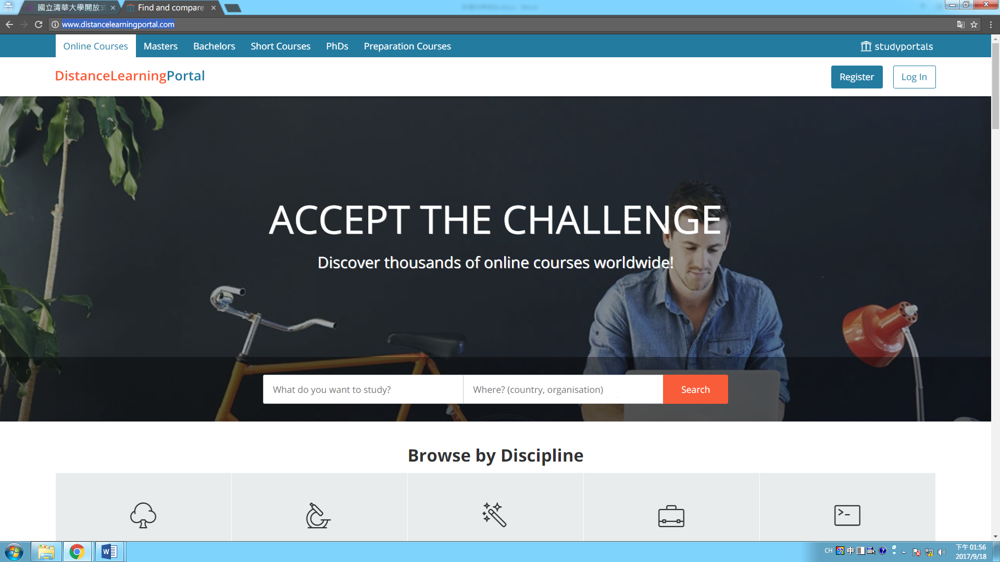 國立清華大學開放式
Find and compare
www.distancelearningportal.com
Online Courses Masters Bachelors Short Courses PhDs Preparation Courses studyportals
DistanceLearningPortal Register Log In
ACCEPT THE CHALLENGE
Discover thousands of online courses worldwide!
What do you want to study? Where? (country, organisation) Search
Browse by Discipline
CH 中
下午 01:56
2017/9/18